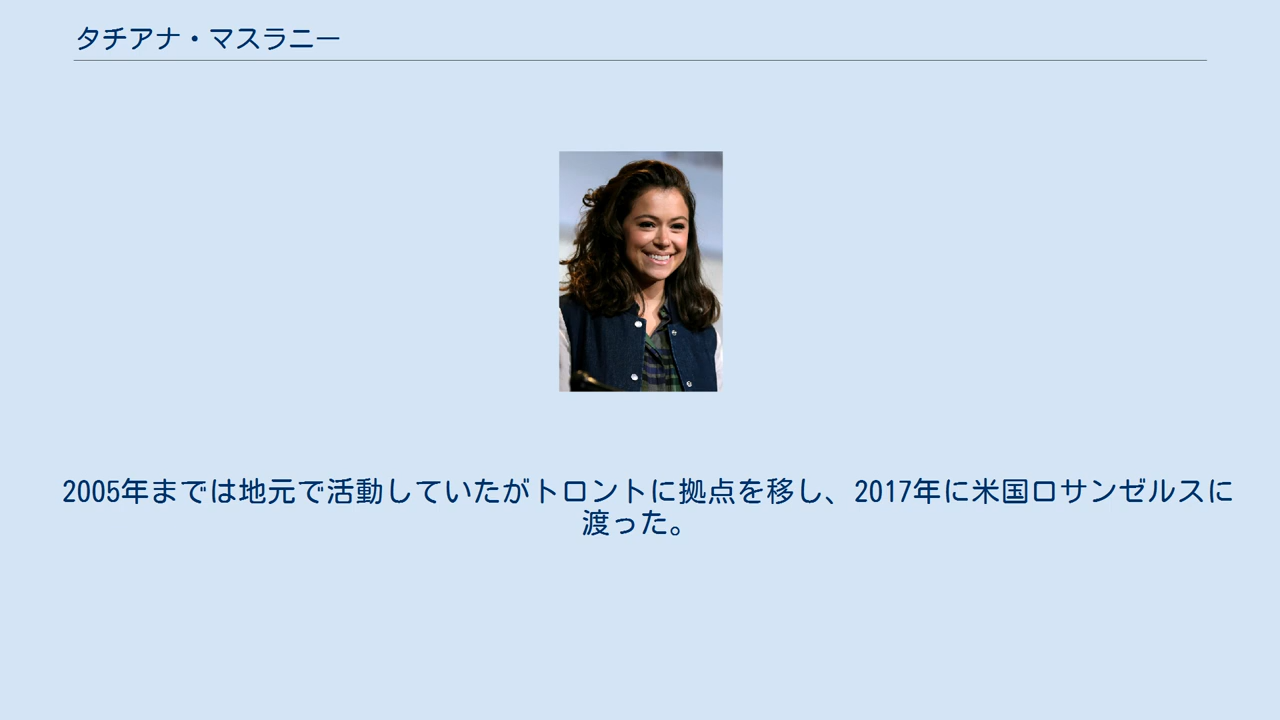 タチアナ・マスラニー
2005年までは地元で活動していたがトロントに拠点を移し、2017年に米国ロサンゼルスに
渡った。